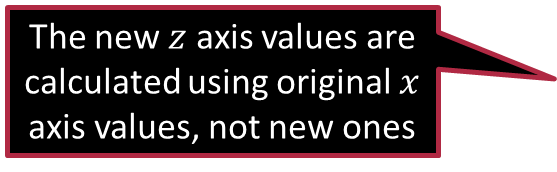 The new z axis values are
calculated using original x
axis values, not new ones